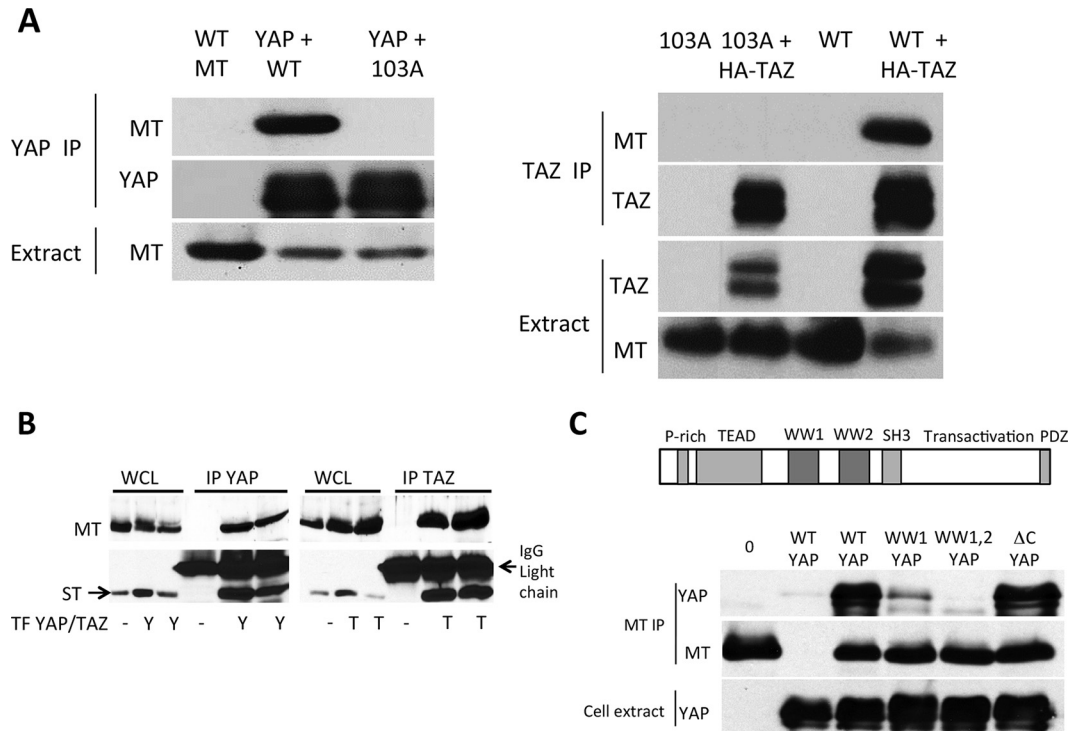 A
WT YAP + YAP +
MT WT 103A
YAP IP
MT
YAP
Extract
MT
103A 103A + WT WT +
HA-TAZ HA-TAZ
TAZ IP
MT
TAZ
Extract
TAZ
MT
B
WCL IP YAP WCL IP TAZ
MT
ST
IgG
Light
chain
TF YAP/TAZ - Y Y - Y Y - T T - T T
C
P-rich TEAD WW1 WW2 SH3 Transactivation PDZ
0 WT WT WW1 WW1,2 ΔC
YAP YAP YAP YAP YAP
MT IP
YAP
MT
Cell extract YAP